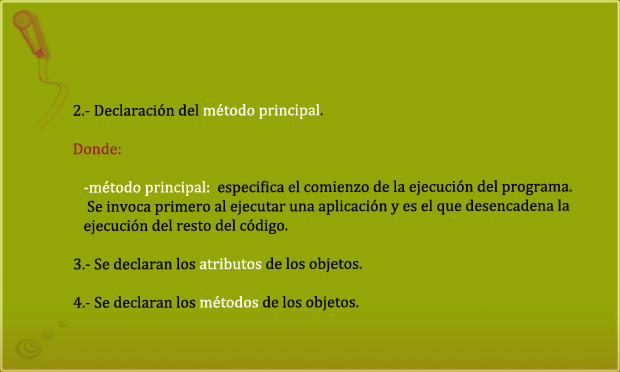 2.- Declaración del método principal.
Donde:
-método principal: especifica el comienzo de la ejecución del programa.
Se invoca primero al ejecutar una aplicación y es el que desencadena la
ejecución del resto del código.
3.- Se declaran los atributos de los objetos.
4.- Se declaran los métodos de los objetos.